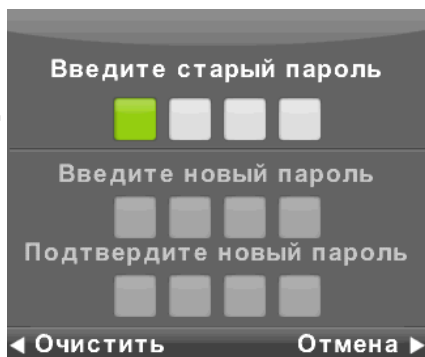 Введите старый пароль
Введите новый пароль
Подтвердите новый пароль
Очистить Отмена